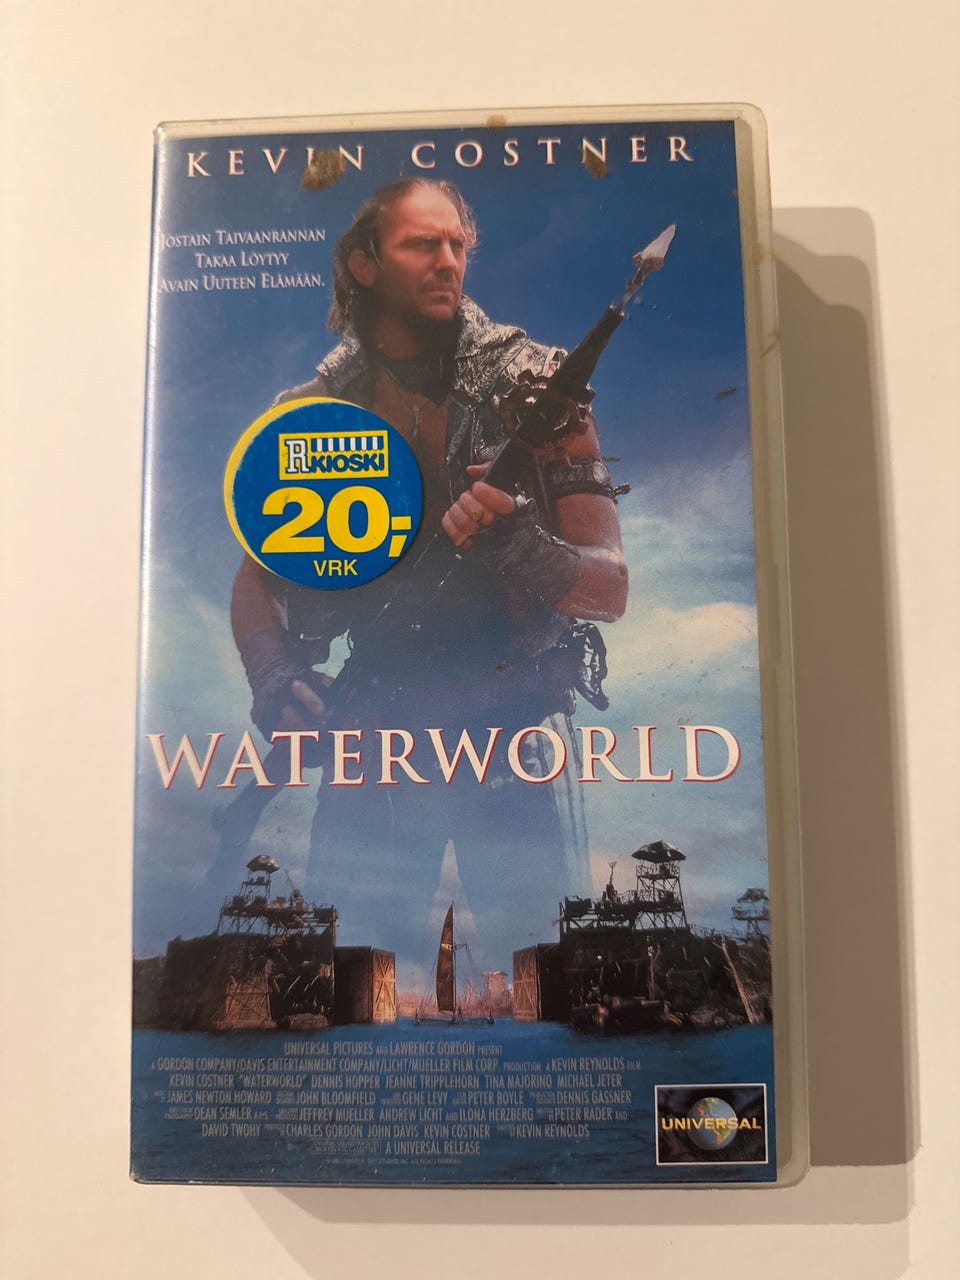 KEVIN COSTNER
JOSTAIN TAIVAANRANNAN
TAKAA LÖYTYY
AVAIN UUTEEN ELÄMÄÄN.
R KIOSKI
20,-
VRK
WATERWORLD
UNIVERSAL PICTURES AND LAWRENCE GORDON PRESENT
A GORDON COMPANY/DAVIS ENTERTAINMENT COMPANY/LICHT/MUELLER FILM CORP. PRODUCTION A KEVIN REYNOLDS FILM
KEVIN COSTNER "WATERWORLD" DENNIS HOPPER JEANNE TRIPPLEHORN TINA MAJORINO MICHAEL JETER
JAMES NEWTON HOWARD JOHN BLOOMFIELD GENE LEVY PETER BOYLE DENNIS GASSNER
DEAN SEMLER JEFFREY MUELLER ANDREW LICHT AND ILONA HERZBERG PETER RADER AND
DAVID TWOHY CHARLES GORDON JOHN DAVIS KEVIN COSTNER KEVIN REYNOLDS
A UNIVERSAL RELEASE
UNIVERSAL